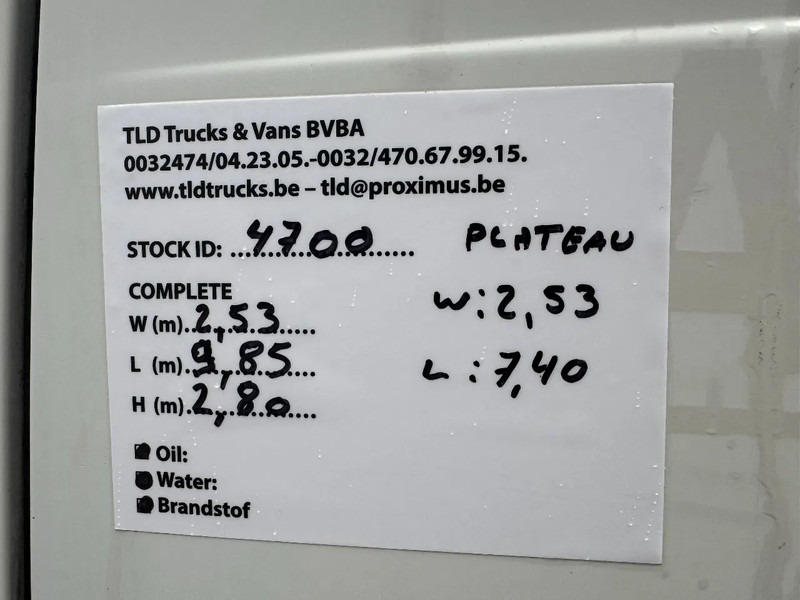 TLD Trucks & Vans BVBA
0032474/04.23.05.-0032/470.67.99.15.
www.tldtrucks.be – tld@proximus.be
STOCK ID: 4700 PLATEAU
COMPLETE
W (m) 2,53 W: 2,53
L (m) 9,85 L: 7,40
H (m) 2,80
Oil:
Water:
Brandstof